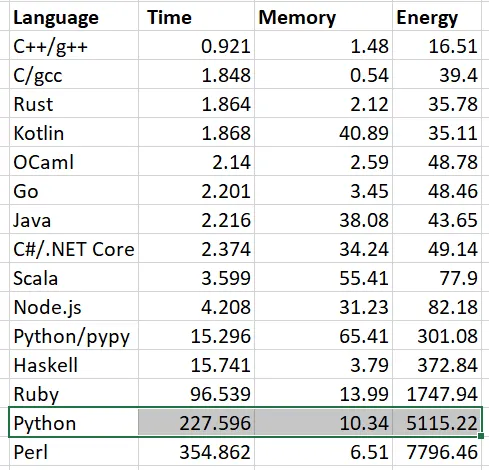 Language Time Memory Energy
C++/g++ 0.921 1.48 16.51
C/gcc 1.848 0.54 39.4
Rust 1.864 2.12 35.78
Kotlin 1.868 40.89 35.11
OCaml 2.14 2.59 48.78
Go 2.201 3.45 48.46
Java 2.216 38.08 43.65
C#/.NET Core 2.374 34.24 49.14
Scala 3.599 55.41 77.9
Node.js 4.208 31.23 82.18
Python/pypy 15.296 65.41 301.08
Haskell 15.741 3.79 372.84
Ruby 96.539 13.99 1747.94
Python 227.596 10.34 5115.22
Perl 354.862 6.51 7796.46